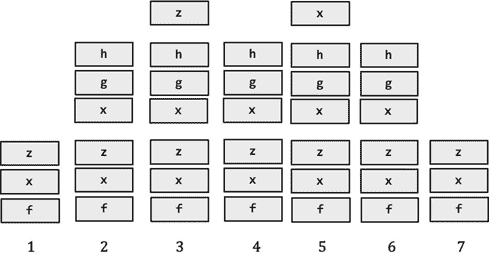 z x
h h h h h
g g g g g
x x x x x
z z z z z z z
x x x x x x x
f f f f f f f
1 2 3 4 5 6 7